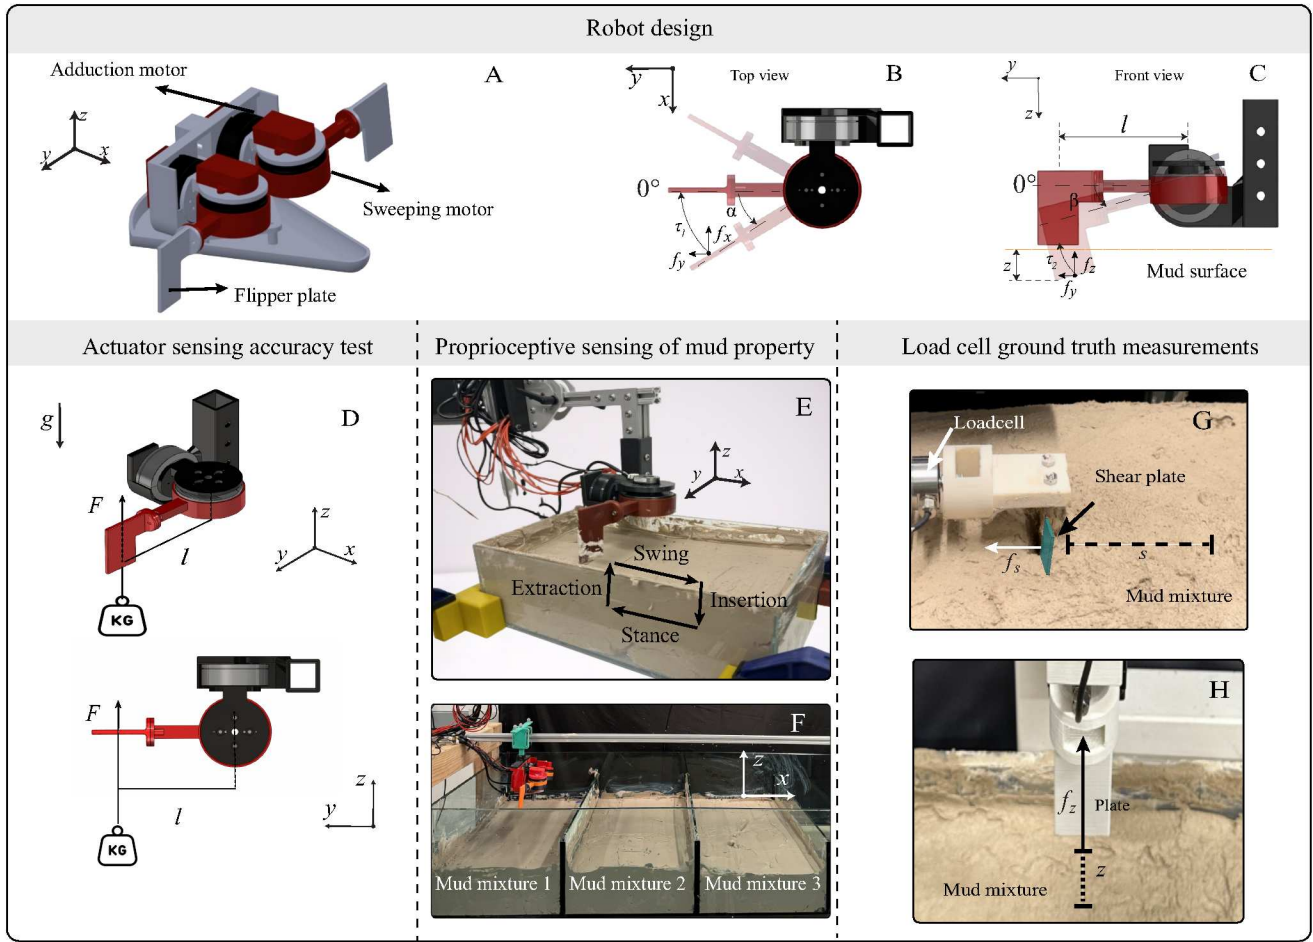 Robot design
A
Adduction motor
z
y
x
Sweeping motor
Flipper plate
B
Top view
y
x
0°
α
τ1
fx
fy
C
Front view
y
z
l
0°
β
τ2
fz
z
fy
Mud surface
Actuator sensing accuracy test
D
g
F
l
KG
z
y
x
F
l
KG
z
y
Proprioceptive sensing of mud property
E
z
y
x
Swing
Extraction
Insertion
Stance
F
z
x
Mud mixture 1
Mud mixture 2
Mud mixture 3
Load cell ground truth measurements
G
Loadcell
Shear plate
fs
s
Mud mixture
H
fz
Plate
z
Mud mixture